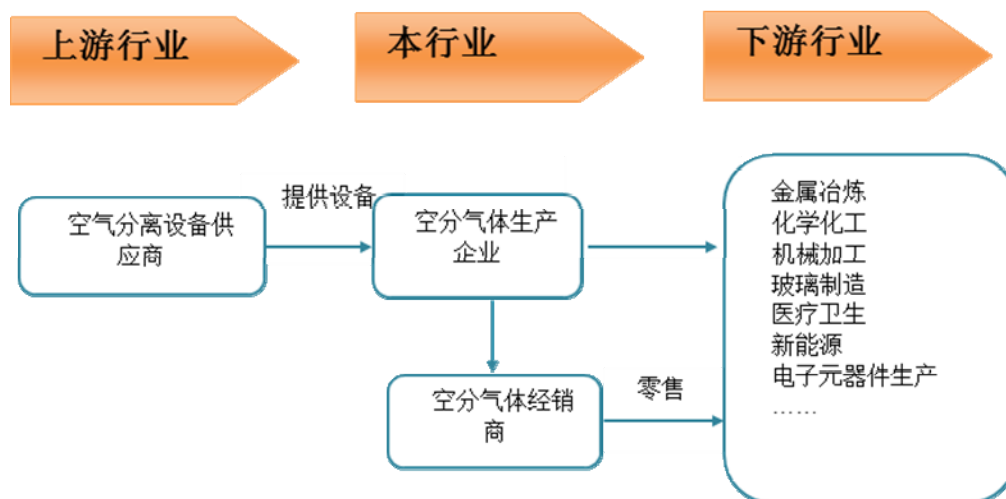 上游行业
本行业
下游行业
空气分离设备供
应商
提供设备
空分气体生产
企业
空分气体经销
商
零售
金属冶炼
化学化工
机械加工
玻璃制造
医疗卫生
新能源
电子元器件生产
……